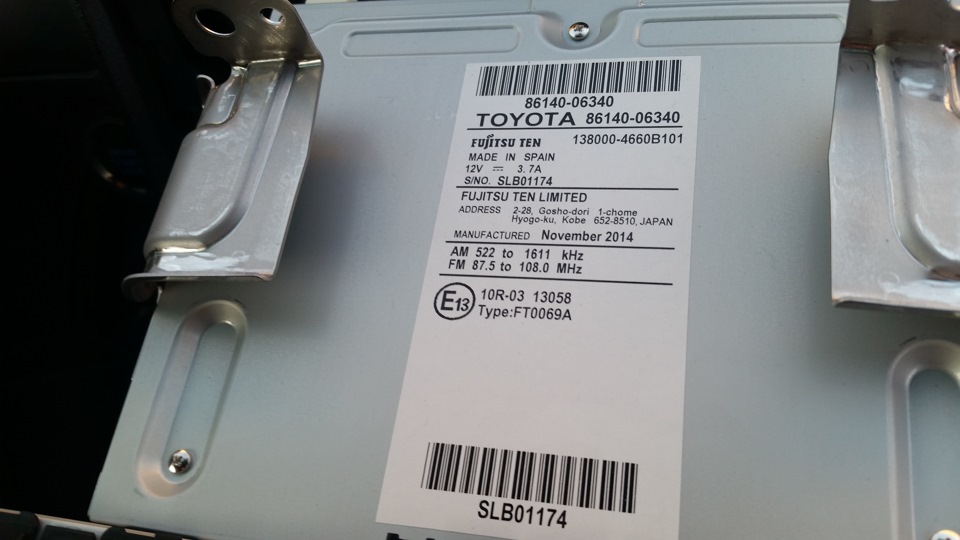 86140-06340
TOYOTA 86140-06340
FUJITSU TEN 138000-4660B101
MADE IN SPAIN
12V ⎓ 3.7A
S/NO. SLB01174
FUJITSU TEN LIMITED
ADDRESS 2-28, Gosho-dori 1-chome
Hyogo-ku, Kobe 652-8510, JAPAN
MANUFACTURED November 2014
AM 522 to 1611 kHz
FM 87.5 to 108.0 MHz
E13 10R-03 13058
Type:FT0069A
SLB01174